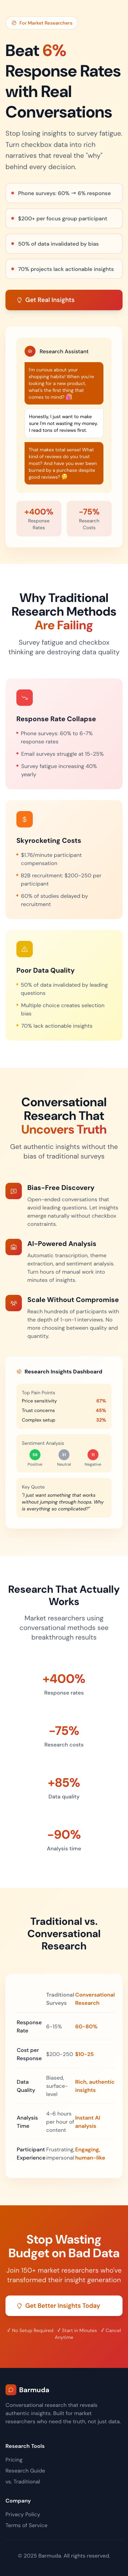 For Market Researchers
Beat 6%
Response Rates
with Real
Conversations
Stop losing insights to survey fatigue.
Turn checkbox data into rich
narratives that reveal the "why"
behind every decision.
Phone surveys: 60% → 6% response
$200+ per focus group participant
50% of data invalidated by bias
70% projects lack actionable insights
Get Real Insights
Research Assistant
I'm curious about your
shopping habits! When you're
looking for a new product,
what's the first thing that
comes to mind? 🛍️
Honestly, I just want to make
sure I'm not wasting my money.
I read tons of reviews first.
That makes total sense! What
kind of reviews do you trust
most? And have you ever been
burned by a purchase despite
good reviews? 🤔
+400%
Response
Rates
-75%
Research
Costs
Why Traditional
Research Methods
Are Failing
Survey fatigue and checkbox
thinking are destroying data quality
Response Rate Collapse
Phone surveys: 60% to 6-7%
response rates
Email surveys struggle at 15-25%
Survey fatigue increasing 40%
yearly
Skyrocketing Costs
$1.76/minute participant
compensation
B2B recruitment: $200-250 per
participant
60% of studies delayed by
recruitment
Poor Data Quality
50% of data invalidated by leading
questions
Multiple choice creates selection
bias
70% lack actionable insights
Conversational
Research That
Uncovers Truth
Get authentic insights without the
bias of traditional surveys
Bias-Free Discovery
Open-ended conversations that
avoid leading questions. Let insights
emerge naturally without checkbox
constraints.
AI-Powered Analysis
Automatic transcription, theme
extraction, and sentiment analysis.
Turn hours of manual work into
minutes of insights.
Scale Without Compromise
Reach hundreds of participants with
the depth of 1-on-1 interviews. No
more choosing between quality and
quantity.
Research Insights Dashboard
Top Pain Points
Price sensitivity 67%
Trust concerns 45%
Complex setup 32%
Sentiment Analysis
Positive Neutral Negative
Key Quote
"I just want something that works
without jumping through hoops. Why
is everything so complicated?"
Research That Actually
Works
Market researchers using
conversational methods see
breakthrough results
+400%
Response rates
-75%
Research costs
+85%
Data quality
-90%
Analysis time
Traditional vs.
Conversational
Research
Traditional Conversational
Surveys Research
Response
Rate
6-15%
60-80%
Cost per
Response
$200-250
$10-25
Data
Quality
Biased,
surface-
level
Rich, authentic
insights
Analysis
Time
4-6 hours
per hour of
content
Instant AI
analysis
Participant
Experience
Frustrating,
impersonal
Engaging,
human-like
Stop Wasting
Budget on Bad Data
Join 150+ market researchers who've
transformed their insight generation
Get Better Insights Today
✓ No Setup Required ✓ Start in Minutes ✓ Cancel
Anytime
Barmuda
Conversational research that reveals
authentic insights. Built for market
researchers who need the truth, not just data.
Research Tools
Pricing
Research Guide
vs. Traditional
Company
Privacy Policy
Terms of Service
© 2025 Barmuda. All rights reserved.